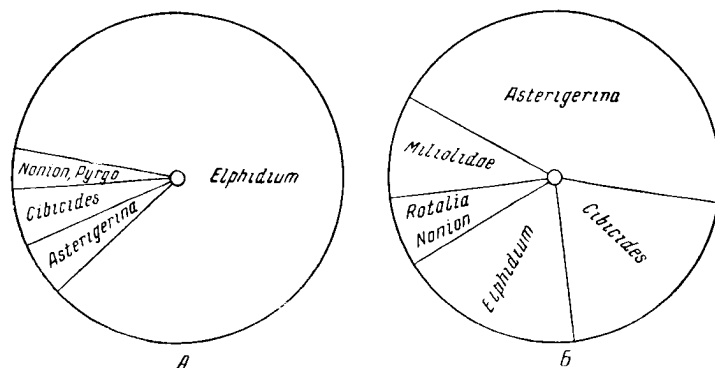 Elphidium
Nonion, Pyrgo
Cibicides
Asterigerina
А
Asterigerina
Miliolidae
Rotalia
Nonion
Elphidium
Cibicides
Б